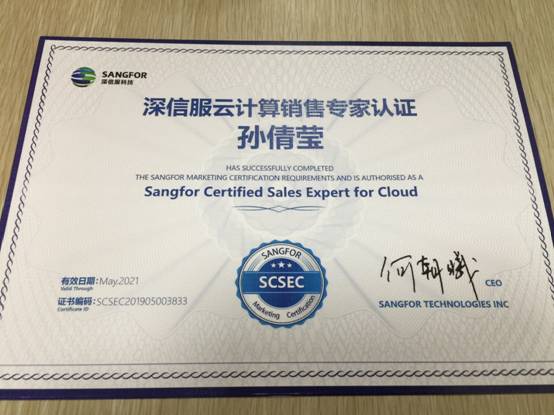 SANGFOR
深信服科技
深信服云计算销售专家认证
孙倩莹
HAS SUCCESSFULLY COMPLETED
THE SANGFOR MARKETING CERTIFICATION REQUIREMENTS AND IS AUTHORISED AS A
Sangfor Certified Sales Expert for Cloud
SANGFOR
SCSEC
Marketing Certification
有效日期:May,2021
Valid Through
证书编码:SCSEC201905003833
Certificate ID
何朝曦
CEO
SANGFOR TECHNOLOGIES INC